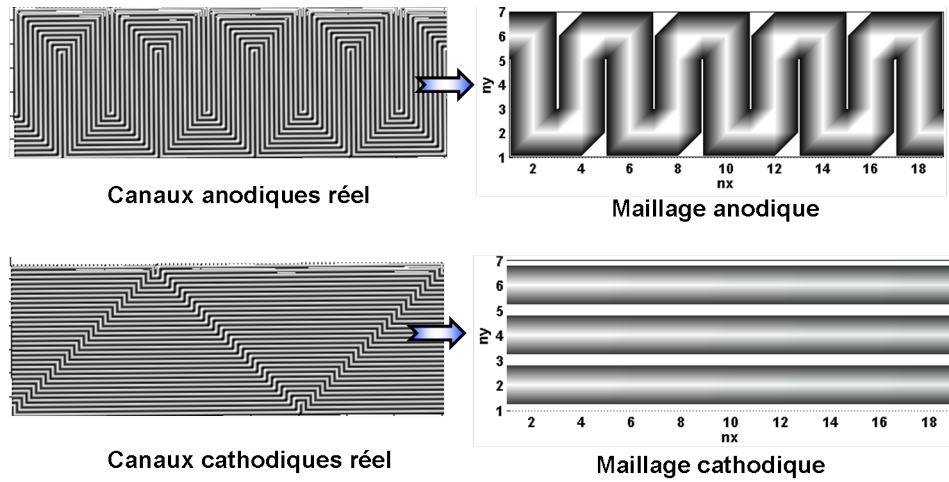 7
6
5
4
3
2
1
ny
2 4 6 8 10 12 14 16 18
nx
Canaux anodiques réel
Maillage anodique
7
6
5
4
3
2
1
ny
2 4 6 8 10 12 14 16 18
nx
Canaux cathodiques réel
Maillage cathodique